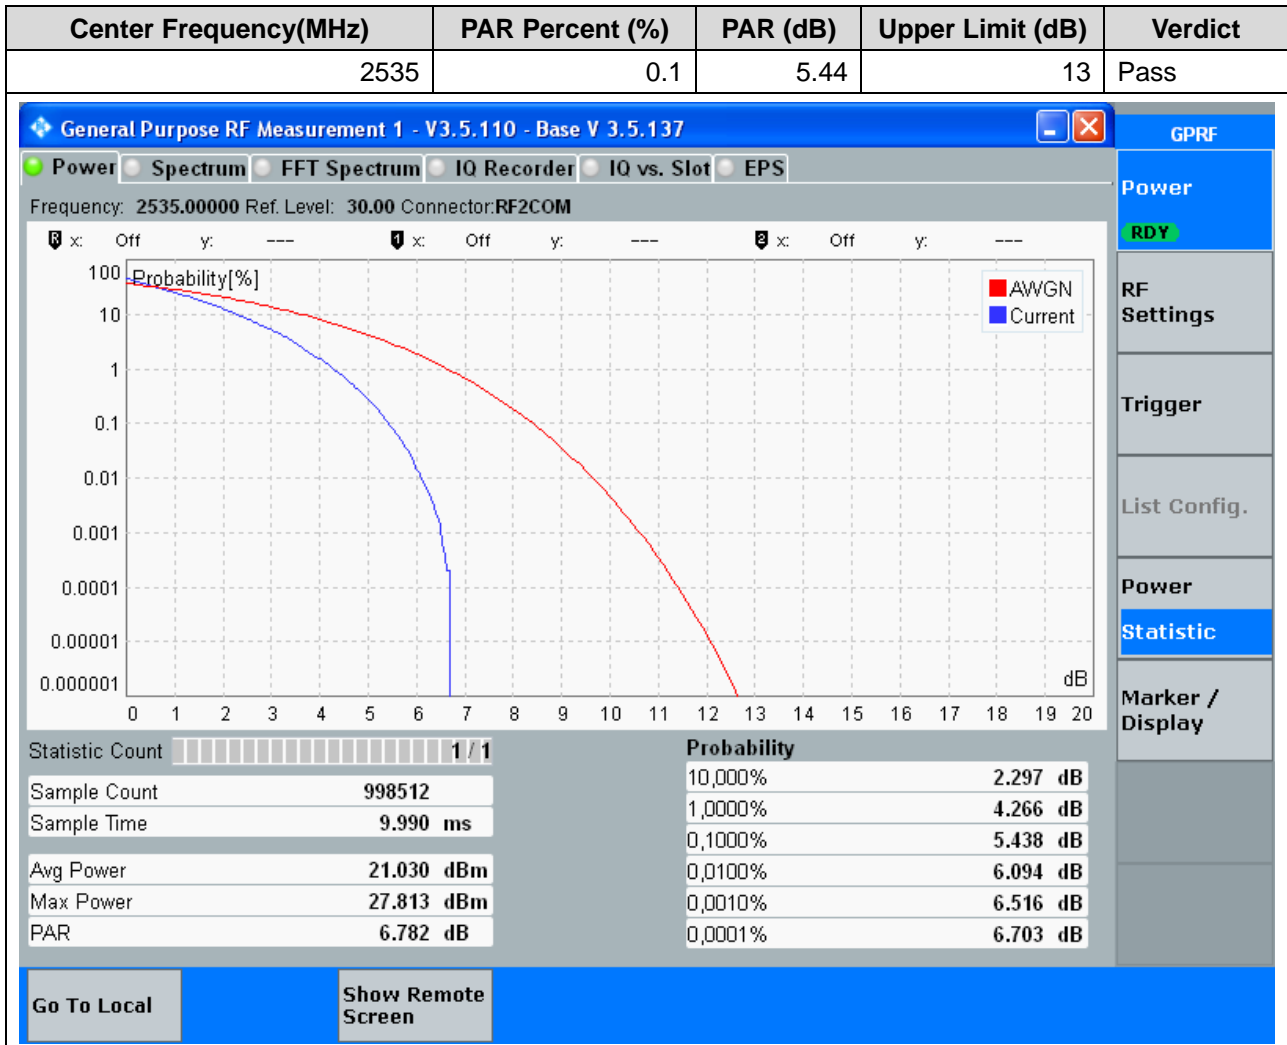 Center Frequency(MHz) PAR Percent (%) PAR (dB) Upper Limit (dB) Verdict
2535 0.1 5.44 13 Pass
General Purpose RF Measurement 1 - V3.5.110 - Base V 3.5.137
GPRF
Power Spectrum FFT Spectrum IQ Recorder IQ vs. Slot EPS
Power
RDY
Frequency: 2535.00000 Ref. Level: 30.00 Connector:RF2COM
R x: Off y: --- 1 x: Off y: --- 2 x: Off y: ---
Probability[%]
AWGN
Current
100
10
1
0.1
0.01
0.001
0.0001
0.00001
0.000001
dB
0 1 2 3 4 5 6 7 8 9 10 11 12 13 14 15 16 17 18 19 20
RF
Settings
Trigger
List Config.
Power
Statistic
Marker /
Display
Statistic Count 1 / 1
Sample Count 998512
Sample Time 9.990 ms
Avg Power 21.030 dBm
Max Power 27.813 dBm
PAR 6.782 dB
Probability
10,000% 2.297 dB
1,0000% 4.266 dB
0,1000% 5.438 dB
0,0100% 6.094 dB
0,0010% 6.516 dB
0,0001% 6.703 dB
Go To Local
Show Remote
Screen